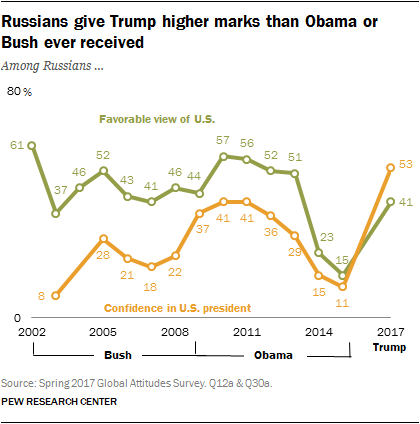 Russians give Trump higher marks than Obama or
Bush ever received
Among Russians ...
80 %
Favorable view of U.S.
61 37 46 52 43 41 46 44 57 56 52 51 23 15 41
8 28 21 18 22 37 41 41 36 29 15 11 53
Confidence in U.S. president
0
2002 2005 2008 2011 2014 2017
Bush Obama Trump
Source: Spring 2017 Global Attitudes Survey. Q12a & Q30a.
PEW RESEARCH CENTER